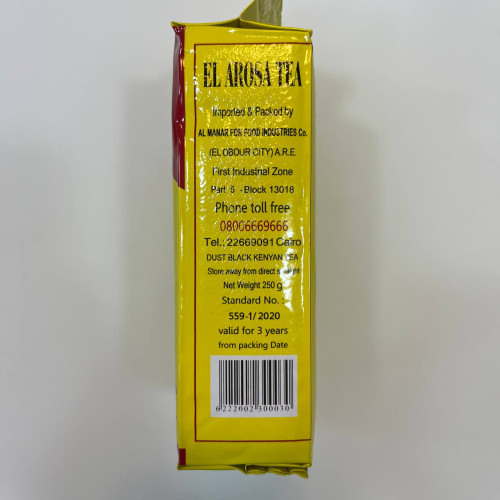 EL AROSA TEA
Imported & Packed by
AL MANAR FOR FOOD INDUSTRIES Co.
(EL OBOUR CITY) A.R.E.
First Industrial Zone
Part 5 - Block 13018
Phone toll free
08006669666
Tel.: 22669091 Cairo
DUST BLACK KENYAN TEA
Store away from direct sunlight
Net Weight 250 g
Standard No. :
559-1/ 2020
valid for 3 years
from packing Date
6222002300030